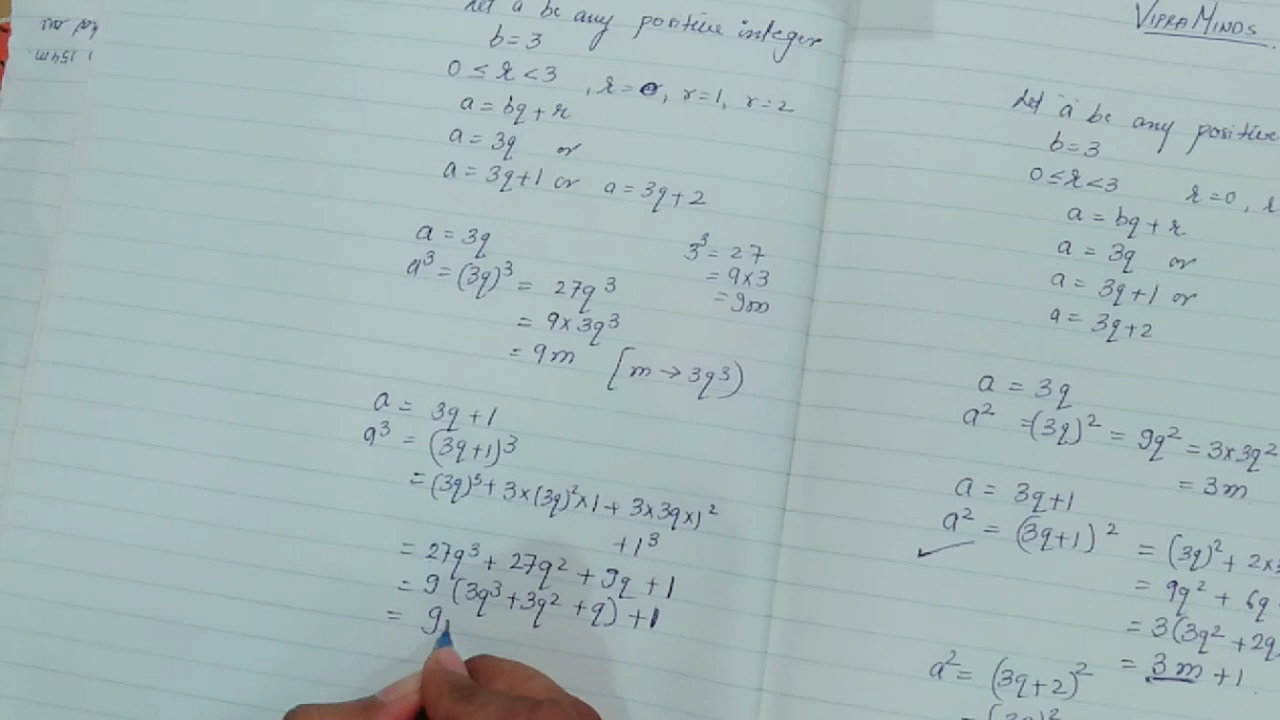 Let a be any positive integer
b = 3
0 ≤ r < 3 , r = 0, r = 1, r = 2
a = bq + r
a = 3q or
a = 3q + 1 or a = 3q + 2
a = 3q
a³ = (3q)³ = 27q³
= 9 × 3q³
= 9m [m → 3q³)
3³ = 27
= 9 × 3
= 9m
a = 3q + 1
a³ = (3q + 1)³
= (3q)³ + 3 × (3q)² × 1 + 3 × 3q × 1²
+ 1³
= 27q³ + 27q² + 9q + 1
= 9 (3q³ + 3q² + q) + 1
= 9
VIPRA MINDS
Let 'a' be any positive
b = 3
0 ≤ r < 3 r = 0, r
a = bq + r
a = 3q or
a = 3q + 1 or
a = 3q + 2
a = 3q
a² = (3q)² = 9q² = 3 × 3q²
= 3m
a = 3q + 1
a² = (3q + 1)² = (3q)² + 2 × 3
= 9q² + 6q
= 3(3q² + 2q
= 3m + 1
a² = (3q + 2)²